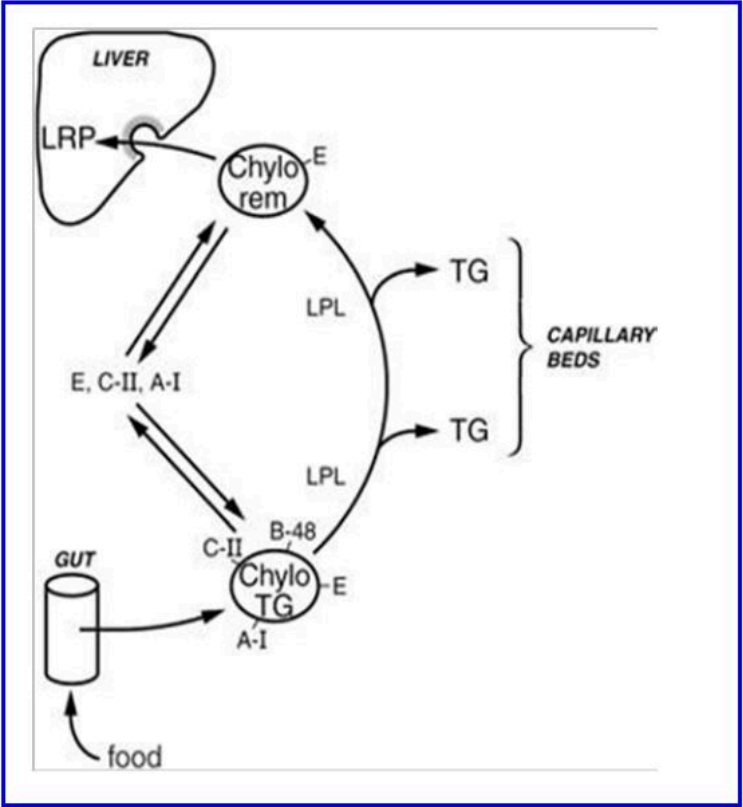 LIVER
LRP
Chylo
rem
E
TG
LPL
CAPILLARY
BEDS
E, C-II, A-I
TG
LPL
B-48
C-II
GUT
Chylo
TG
E
A-I
food